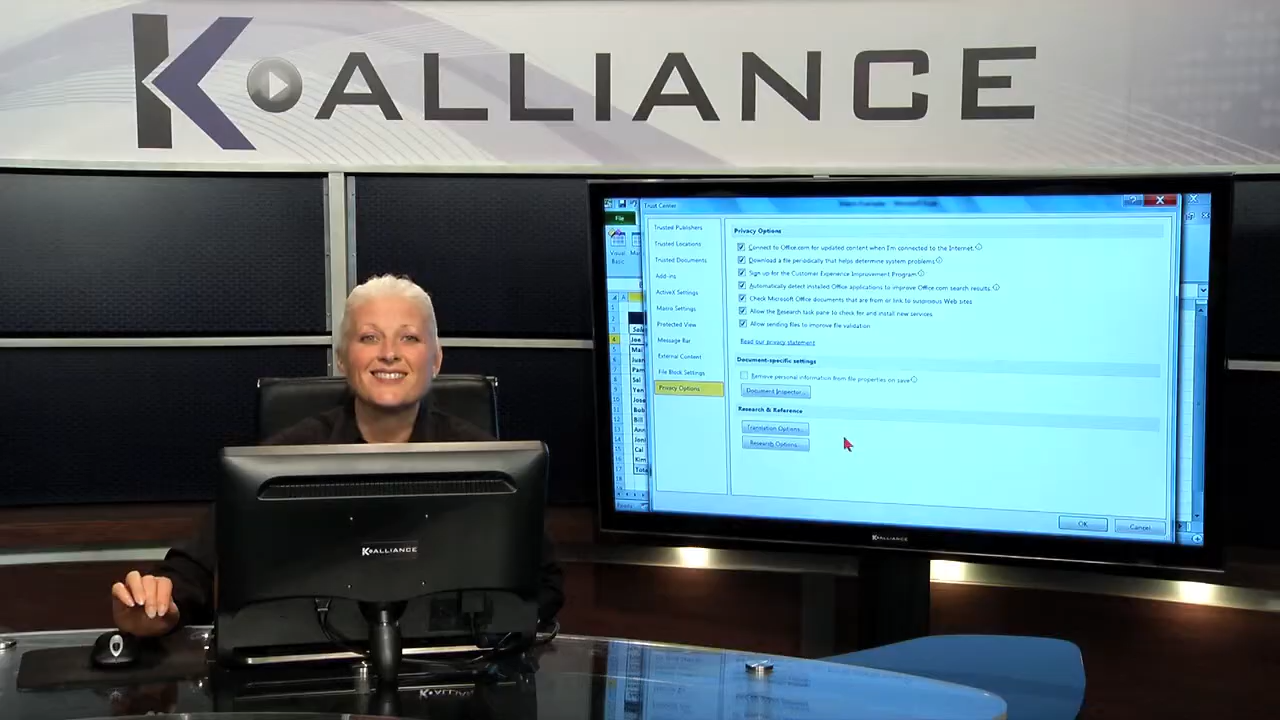 K ALLIANCE
File
Trust Center
Visual
Basic
Trusted Publishers
Trusted Locations
Trusted Documents
Add-ins
ActiveX Settings
Macro Settings
Protected View
Message Bar
External Content
File Block Settings
Privacy Options
Privacy Options
Connect to Office.com for updated content when I'm connected to the Internet.
Download a file periodically that helps determine system problems
Sign up for the Customer Experience Improvement Program
Automatically detect installed Office applications to improve Office.com search results.
Check Microsoft Office documents that are from or link to suspicious Web sites
Allow the Research task pane to check for and install new services
Allow sending files to improve file validation
Read our privacy statement
Document-specific settings
Remove personal information from file properties on save
Document Inspector...
Research & Reference
Translation Options...
Research Options...
OK
Cancel
Ready
K ALLIANCE
K ALLIANCE